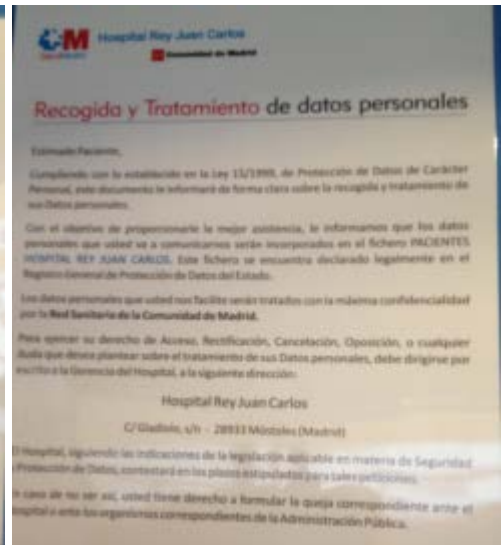 Hospital Rey Juan Carlos
Comunidad de Madrid
Recogida y Tratamiento de datos personales
Estimado Paciente,
Cumpliendo con lo establecido en la Ley 15/1999, de Protección de Datos de Carácter
Personal, este documento le informará de forma clara sobre la recogida y tratamiento de
sus Datos personales.
Con el objetivo de proporcionarle la mejor asistencia, le informamos que los datos
personales que usted va a comunicarnos serán incorporados en el fichero PACIENTES
HOSPITAL REY JUAN CARLOS. Este fichero se encuentra declarado legalmente en el
Registro General de Protección de Datos del Estado.
Los datos personales que usted nos facilite serán tratados con la máxima confidencialidad
por la Red Sanitaria de la Comunidad de Madrid.
Para ejercer su derecho de Acceso, Rectificación, Cancelación, Oposición, o cualquier
duda que desee plantear sobre el tratamiento de sus Datos personales, debe dirigirse por
escrito a la Gerencia del Hospital, a la siguiente dirección:
Hospital Rey Juan Carlos
C/ Gladiolo, s/n - 28933 Móstoles (Madrid)
El Hospital, siguiendo las indicaciones de la legislación aplicable en materia de Seguridad
Protección de Datos, contestará en los plazos estipulados para tales peticiones.
caso de no ser así, usted tiene derecho a formular la queja correspondiente ante el
ospital o ante los organismos correspondientes de la Administración Pública.